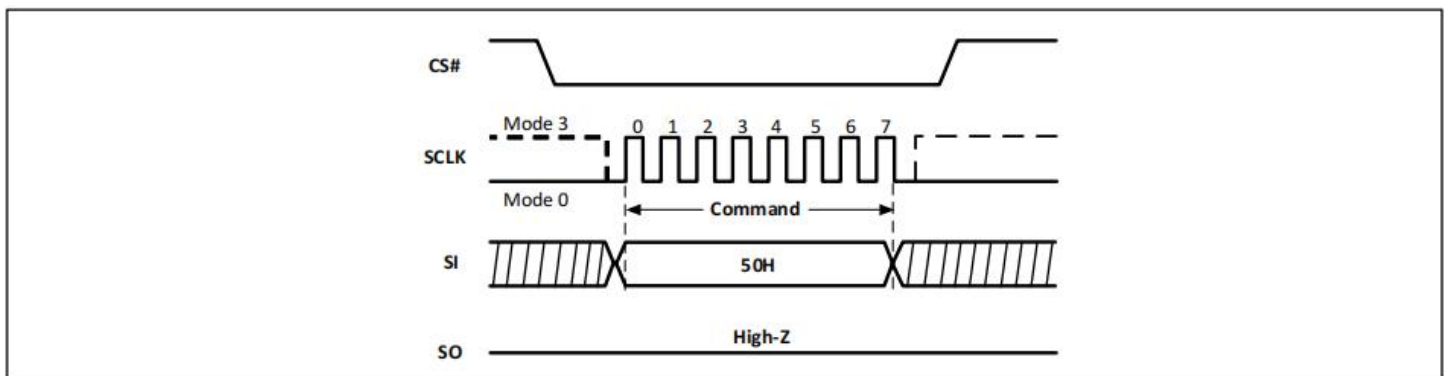 CS#
Mode 3
0 1 2 3 4 5 6 7
SCLK
Mode 0
Command
SI
50H
High-Z
SO